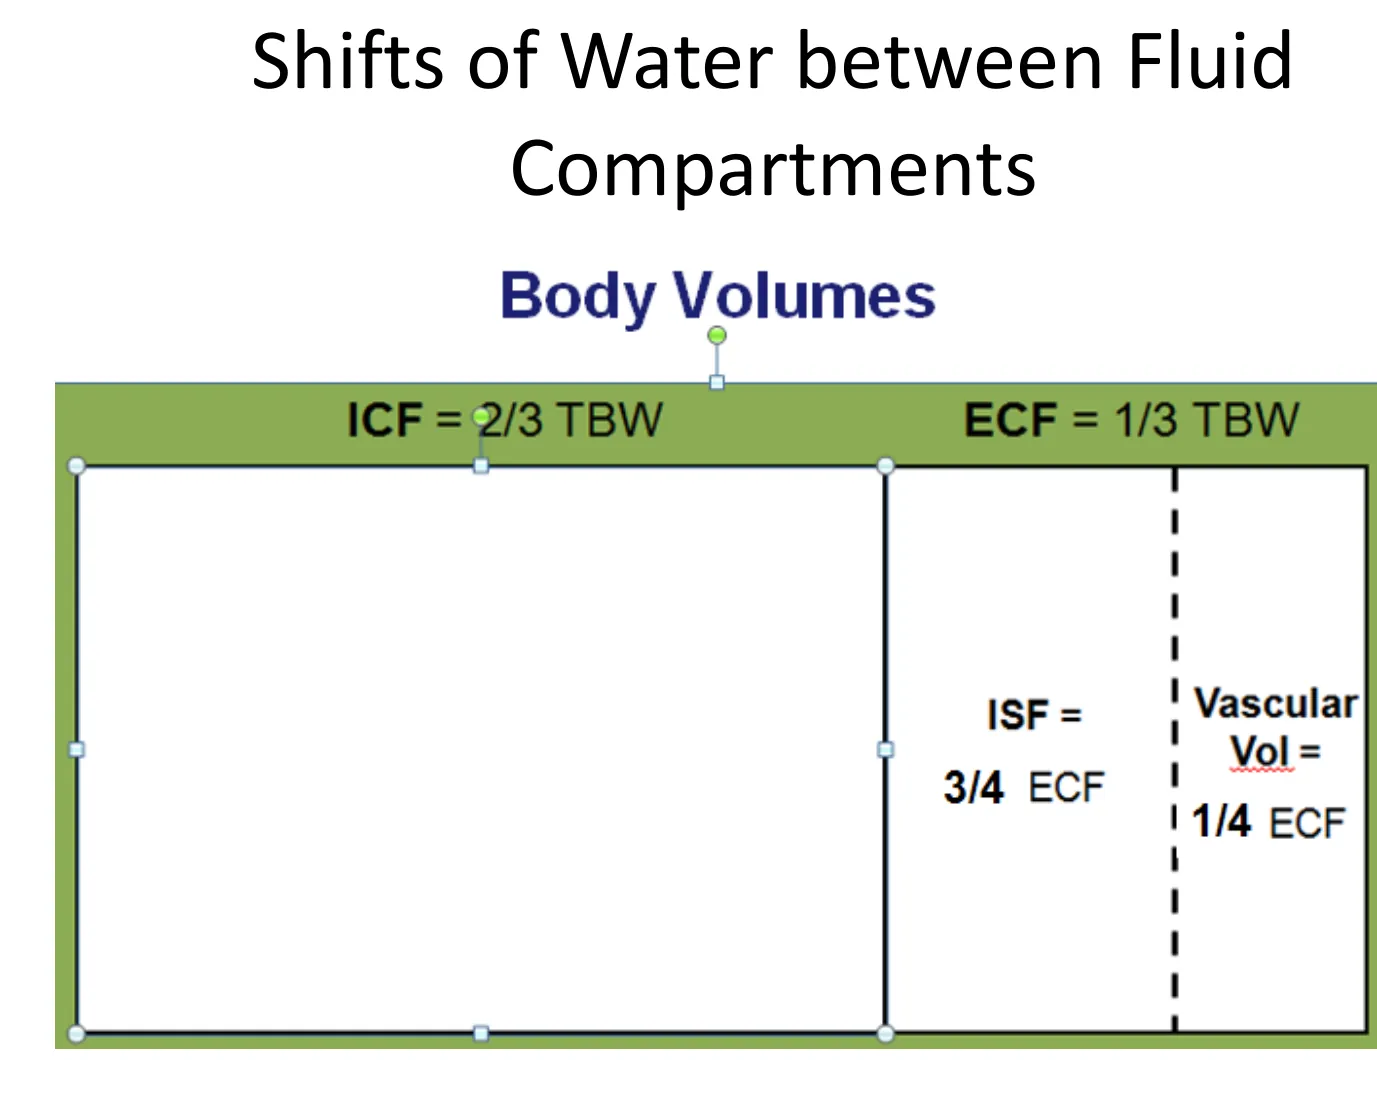 Shifts of Water between Fluid
Compartments
Body Volumes
ICF = 2/3 TBW
ECF = 1/3 TBW
ISF =
3/4 ECF
Vascular
Vol =
1/4 ECF